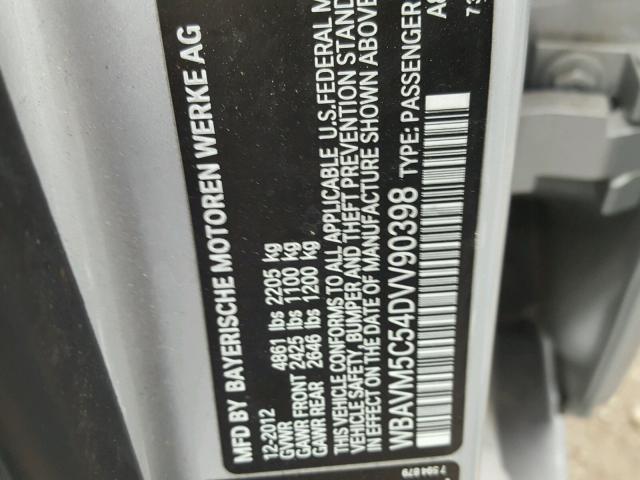 MFD BY BAYERISCHE MOTOREN WERKE AG
12-2012
GVWR 4861 lbs 2205 kg
GAWR FRONT 2425 lbs 1100 kg
GAWR REAR 2646 lbs 1200 kg
THIS VEHICLE CONFORMS TO ALL APPLICABLE U.S. FEDERAL M
VEHICLE SAFETY, BUMPER AND THEFT PREVENTION STAND
IN EFFECT ON THE DATE OF MANUFACTURE SHOWN ABOVE
WBAVM5C54DVV90398 TYPE: PASSENGER